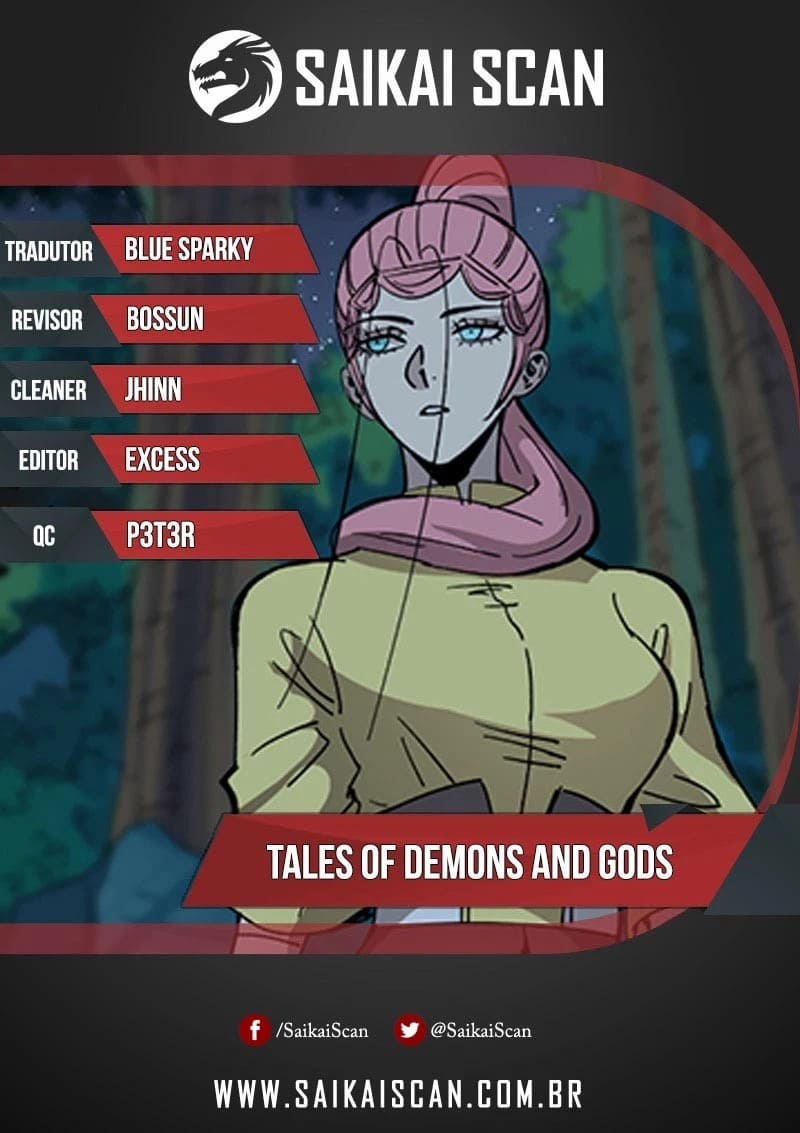 SAIKAI SCAN
TRADUTOR BLUE SPARKY
REVISOR BOSSUN
CLEANER JHINN
EDITOR EXCESS
QC P3T3R
TALES OF DEMONS AND GODS
/SaikaiScan @SaikaiScan
WWW.SAIKAISCAN.COM.BR